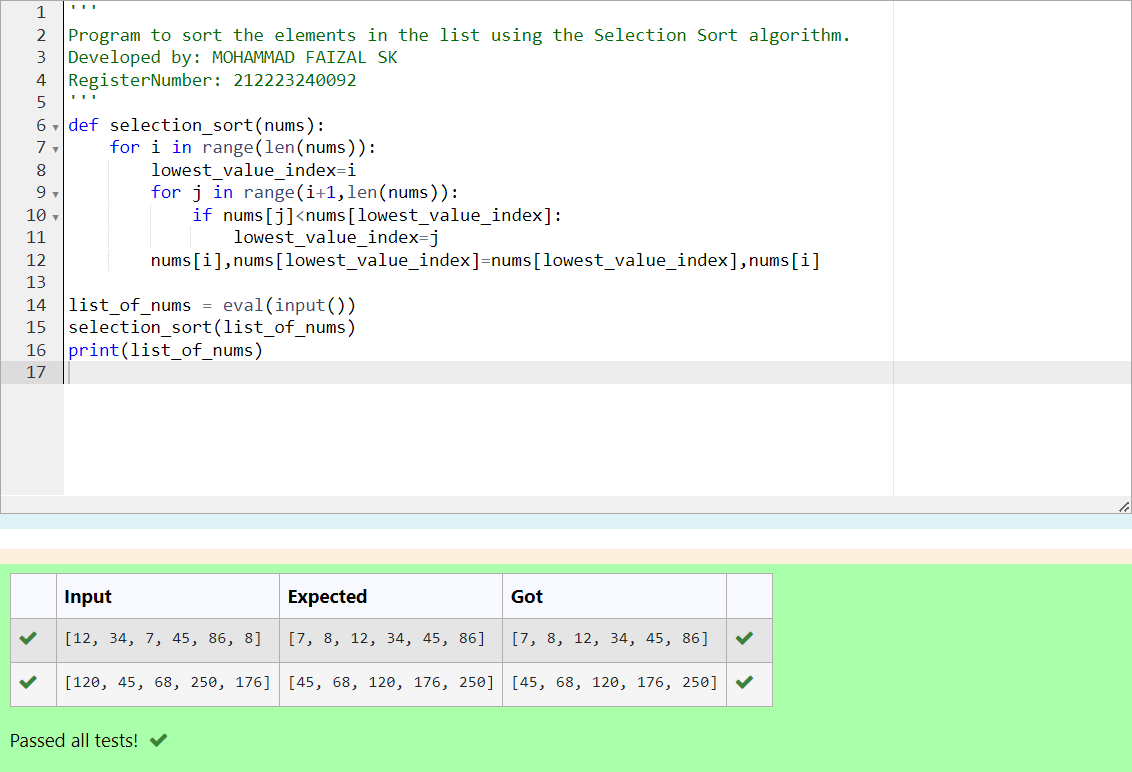 1 '''
2 Program to sort the elements in the list using the Selection Sort algorithm.
3 Developed by: MOHAMMAD FAIZAL SK
4 RegisterNumber: 212223240092
5 '''
6 def selection_sort(nums):
7     for i in range(len(nums)):
8         lowest_value_index=i
9         for j in range(i+1,len(nums)):
10             if nums[j]<nums[lowest_value_index]:
11                 lowest_value_index=j
12         nums[i],nums[lowest_value_index]=nums[lowest_value_index],nums[i]
13
14 list_of_nums = eval(input())
15 selection_sort(list_of_nums)
16 print(list_of_nums)
17
Input Expected Got
[12, 34, 7, 45, 86, 8] [7, 8, 12, 34, 45, 86] [7, 8, 12, 34, 45, 86]
[120, 45, 68, 250, 176] [45, 68, 120, 176, 250] [45, 68, 120, 176, 250]
Passed all tests!